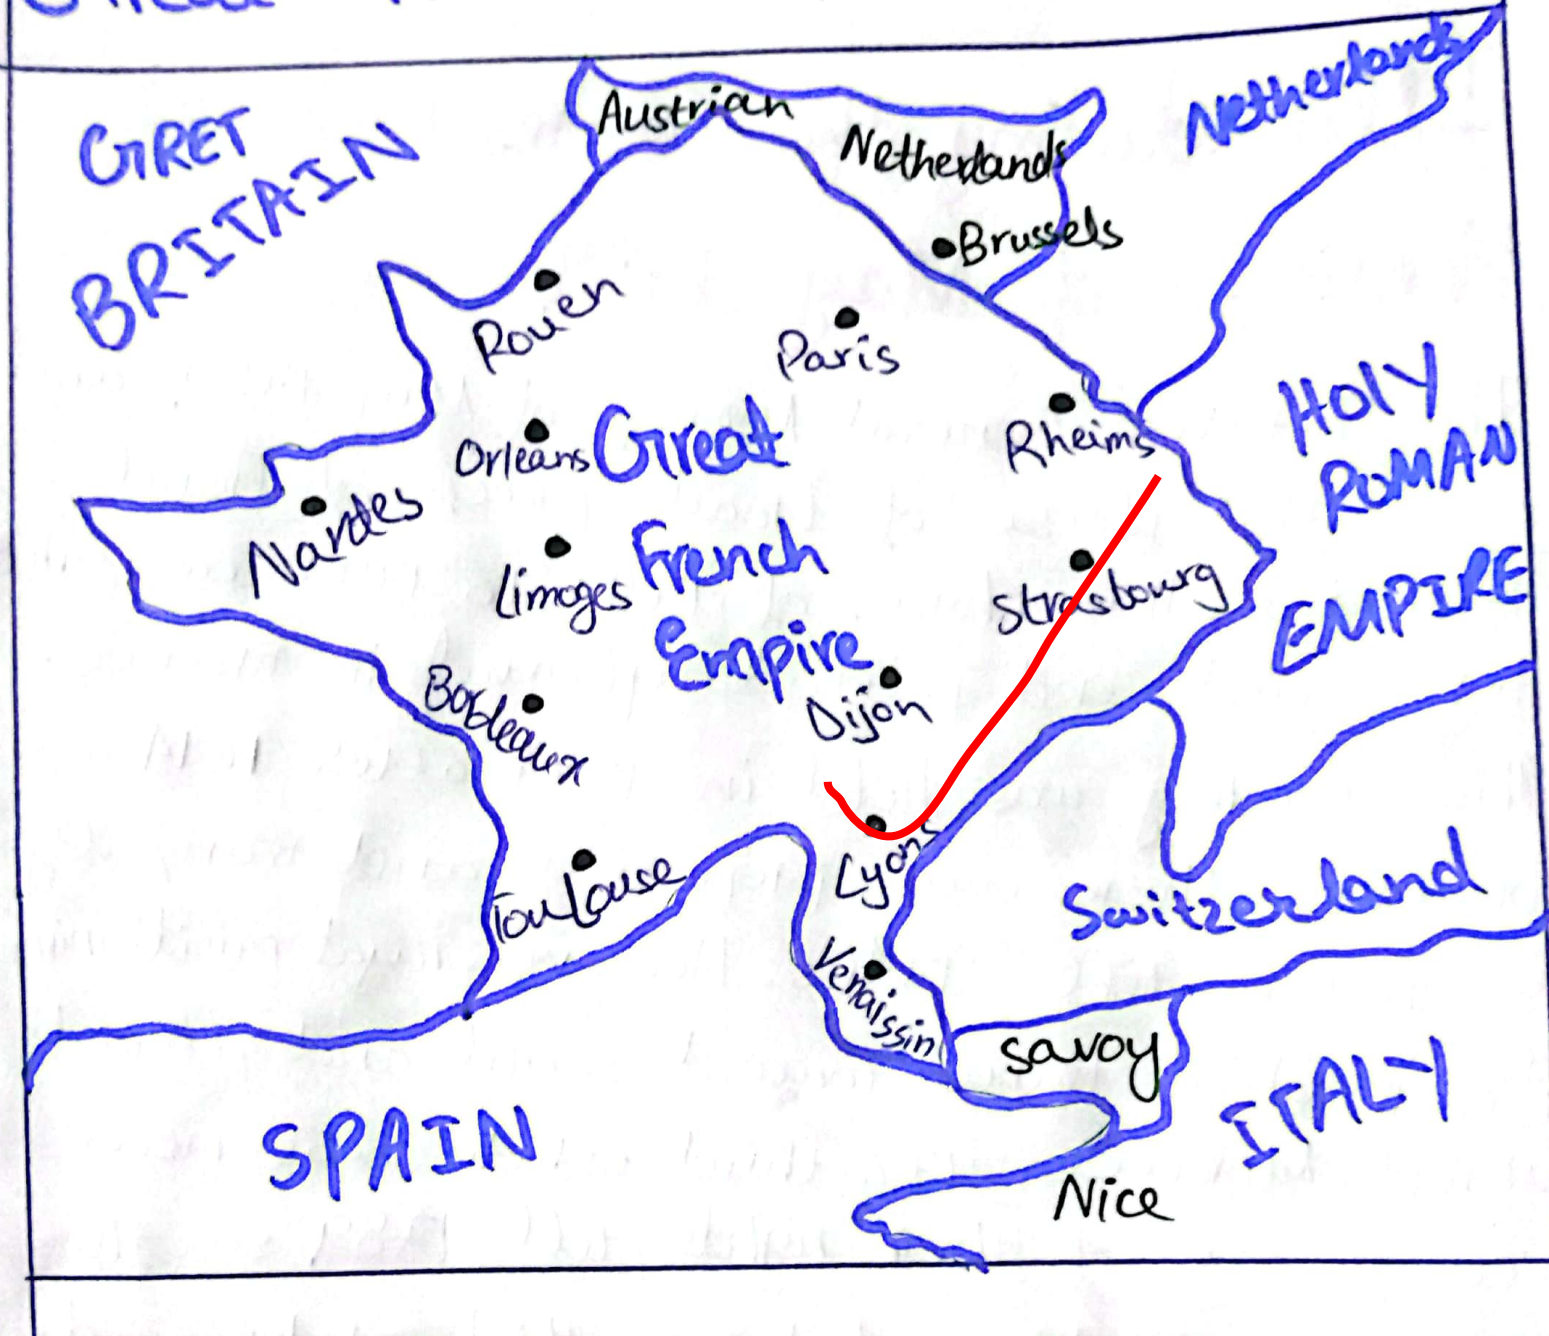 GRET
BRITAIN
Austrian
Netherlands
Netherlands
Brussels
Rouen
Paris
Orleans
Great
Rheims
HOLY
ROMAN
EMPIRE
Nantes
Limoges
French
Strasbourg
Empire
Bordeaux
Dijon
Lyons
Toulouse
Switzerland
Venaissin
Savoy
SPAIN
ITALY
Nice